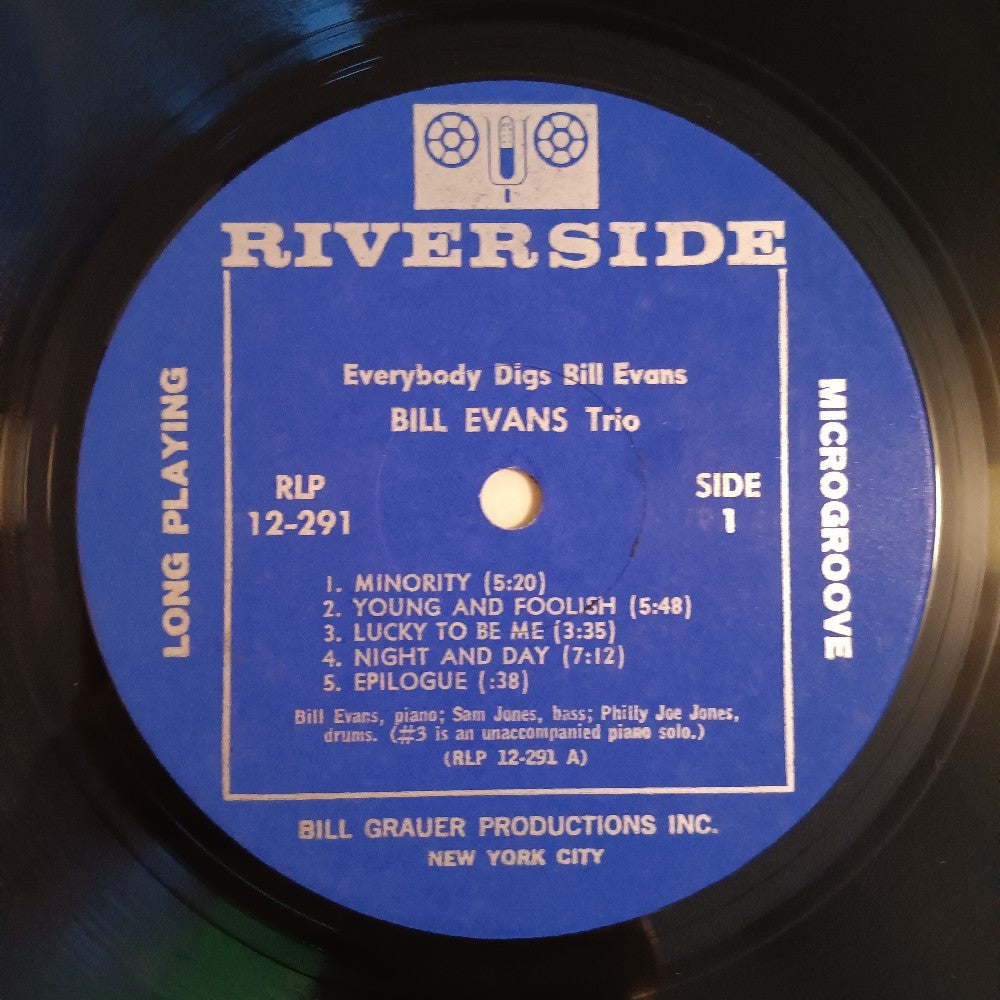 RIVERSIDE
Everybody Digs Bill Evans
BILL EVANS Trio
LONG PLAYING
MICROGROOVE
RLP
12-291
SIDE
1
1. MINORITY (5:20)
2. YOUNG AND FOOLISH (5:48)
3. LUCKY TO BE ME (3:35)
4. NIGHT AND DAY (7:12)
5. EPILOGUE (:38)
Bill Evans, piano; Sam Jones, bass; Philly Joe Jones,
drums. (#3 is an unaccompanied piano solo.)
(RLP 12-291 A)
BILL GRAUER PRODUCTIONS INC.
NEW YORK CITY